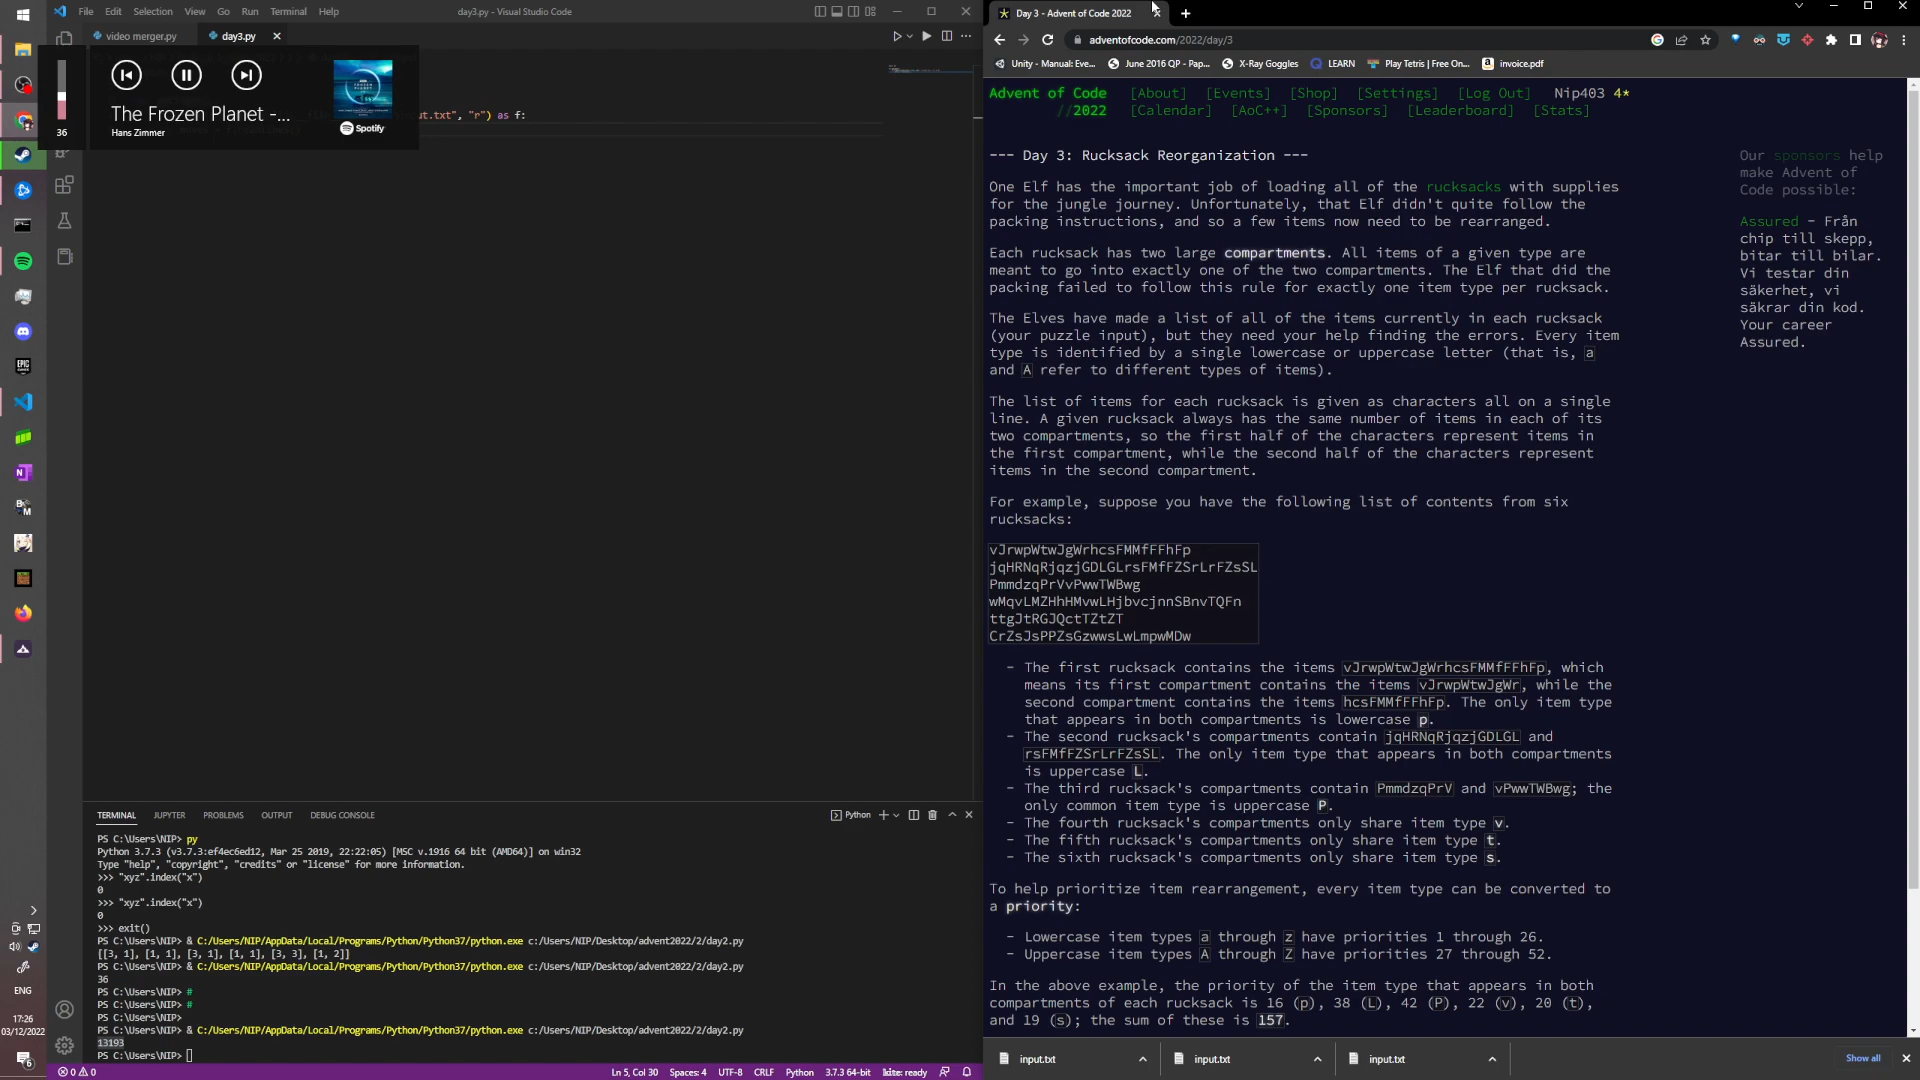 File Edit Selection View Go Run Terminal Help
day3.py - Visual Studio Code
video merger.py
day3.py
The Frozen Planet -...
Hans Zimmer
Spotify
36
.txt", "r") as f:
TERMINAL JUPYTER PROBLEMS OUTPUT DEBUG CONSOLE
Python
PS C:\Users\NIP> py
Python 3.7.3 (v3.7.3:ef4ec6ed12, Mar 25 2019, 22:22:05) [MSC v.1916 64 bit (AMD64)] on win32
Type "help", "copyright", "credits" or "license" for more information.
>>> "xyz".index("x")
0
>>> "xyz".index("x")
0
>>> exit()
PS C:\Users\NIP> & C:/Users/NIP/AppData/Local/Programs/Python/Python37/python.exe c:/Users/NIP/Desktop/advent2022/2/day2.py
[[3, 1], [1, 1], [3, 1], [1, 1], [3, 3], [1, 2]]
PS C:\Users\NIP> & C:/Users/NIP/AppData/Local/Programs/Python/Python37/python.exe c:/Users/NIP/Desktop/advent2022/2/day2.py
36
PS C:\Users\NIP> #
PS C:\Users\NIP> #
PS C:\Users\NIP>
PS C:\Users\NIP> & C:/Users/NIP/AppData/Local/Programs/Python/Python37/python.exe c:/Users/NIP/Desktop/advent2022/2/day2.py
13193
PS C:\Users\NIP>
0 0
Ln 5, Col 30 Spaces: 4 UTF-8 CRLF Python 3.7.3 64-bit kite: ready
EPIC
ENG
17:26
03/12/2022
6
Day 3 - Advent of Code 2022
adventofcode.com/2022/day/3
Unity - Manual: Eve... June 2016 QP - Pap... X-Ray Goggles LEARN Play Tetris | Free On... invoice.pdf
Advent of Code [About] [Events] [Shop] [Settings] [Log Out] Nip403 4*
//2022 [Calendar] [AoC++] [Sponsors] [Leaderboard] [Stats]
--- Day 3: Rucksack Reorganization ---
One Elf has the important job of loading all of the rucksacks with supplies
for the jungle journey. Unfortunately, that Elf didn't quite follow the
packing instructions, and so a few items now need to be rearranged.
Each rucksack has two large compartments. All items of a given type are
meant to go into exactly one of the two compartments. The Elf that did the
packing failed to follow this rule for exactly one item type per rucksack.
The Elves have made a list of all of the items currently in each rucksack
(your puzzle input), but they need your help finding the errors. Every item
type is identified by a single lowercase or uppercase letter (that is, a
and A refer to different types of items).
The list of items for each rucksack is given as characters all on a single
line. A given rucksack always has the same number of items in each of its
two compartments, so the first half of the characters represent items in
the first compartment, while the second half of the characters represent
items in the second compartment.
For example, suppose you have the following list of contents from six
rucksacks:
vJrwpWtwJgWrhcsFMMfFFhFp
jqHRNqRjqzjGDLGLrsFMfFZSrLrFZsSL
PmmdzqPrVvPwwTWBwg
wMqvLMZHhHMvwLHjbvcjnnSBnvTQFn
ttgJtRGJQctTZtZT
CrZsJsPPZsGzwwsLwLmpwMDw
- The first rucksack contains the items vJrwpWtwJgWrhcsFMMfFFhFp, which
means its first compartment contains the items vJrwpWtwJgWr, while the
second compartment contains the items hcsFMMfFFhFp. The only item type
that appears in both compartments is lowercase p.
- The second rucksack's compartments contain jqHRNqRjqzjGDLGL and
rsFMfFZSrLrFZsSL. The only item type that appears in both compartments
is uppercase L.
- The third rucksack's compartments contain PmmdzqPrV and vPwwTWBwg; the
only common item type is uppercase P.
- The fourth rucksack's compartments only share item type v.
- The fifth rucksack's compartments only share item type t.
- The sixth rucksack's compartments only share item type s.
To help prioritize item rearrangement, every item type can be converted to
a priority:
- Lowercase item types a through z have priorities 1 through 26.
- Uppercase item types A through Z have priorities 27 through 52.
In the above example, the priority of the item type that appears in both
compartments of each rucksack is 16 (p), 38 (L), 42 (P), 22 (v), 20 (t),
and 19 (s); the sum of these is 157.
Our sponsors help
make Advent of
Code possible:
Assured - Från
chip till skepp,
bitar till bilar.
Vi testar din
säkerhet, vi
säkrar din kod.
Your career
Assured.
input.txt input.txt input.txt Show all